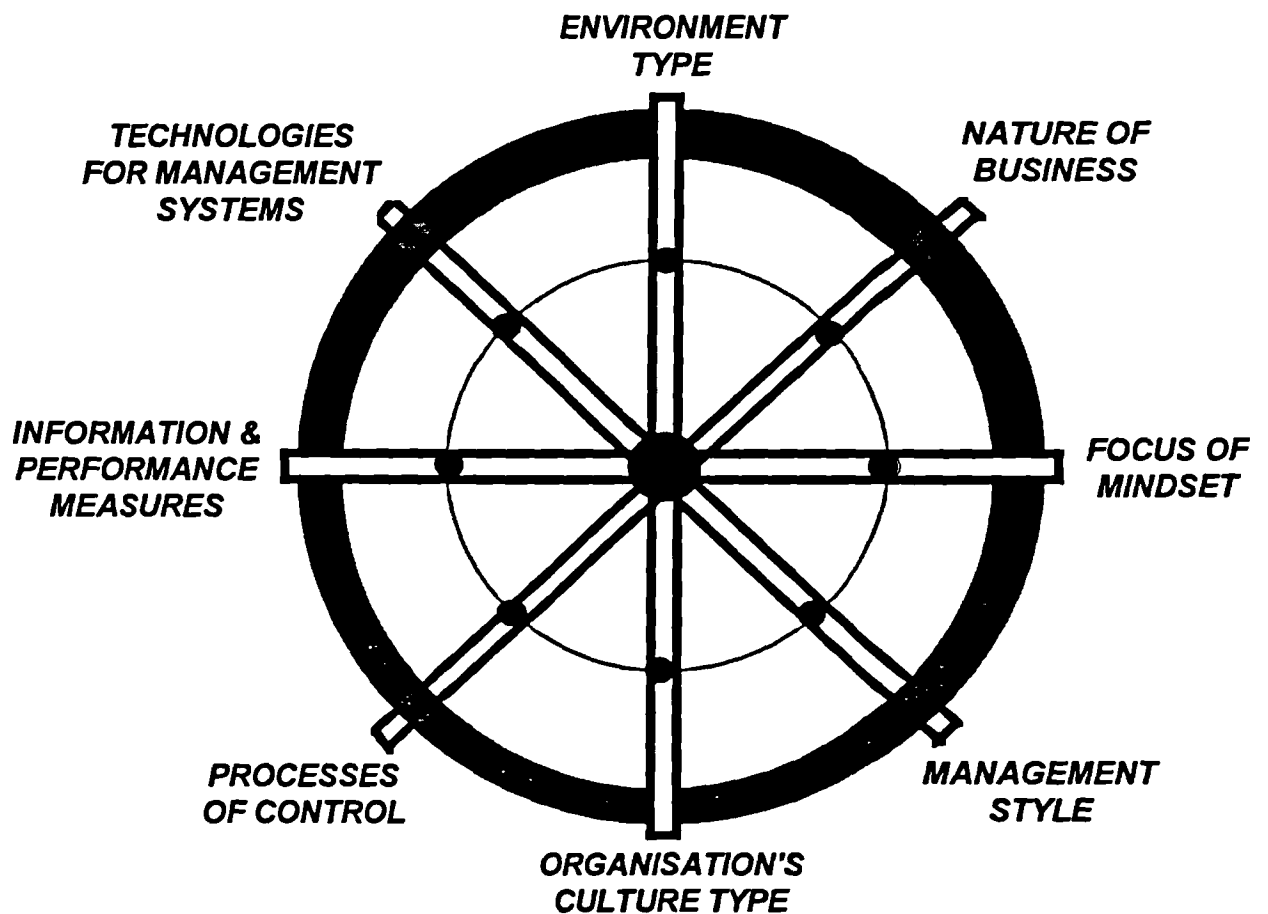 ENVIRONMENT
TYPE
NATURE OF
BUSINESS
FOCUS OF
MINDSET
MANAGEMENT
STYLE
ORGANISATION'S
CULTURE TYPE
PROCESSES
OF CONTROL
INFORMATION &
PERFORMANCE
MEASURES
TECHNOLOGIES
FOR MANAGEMENT
SYSTEMS